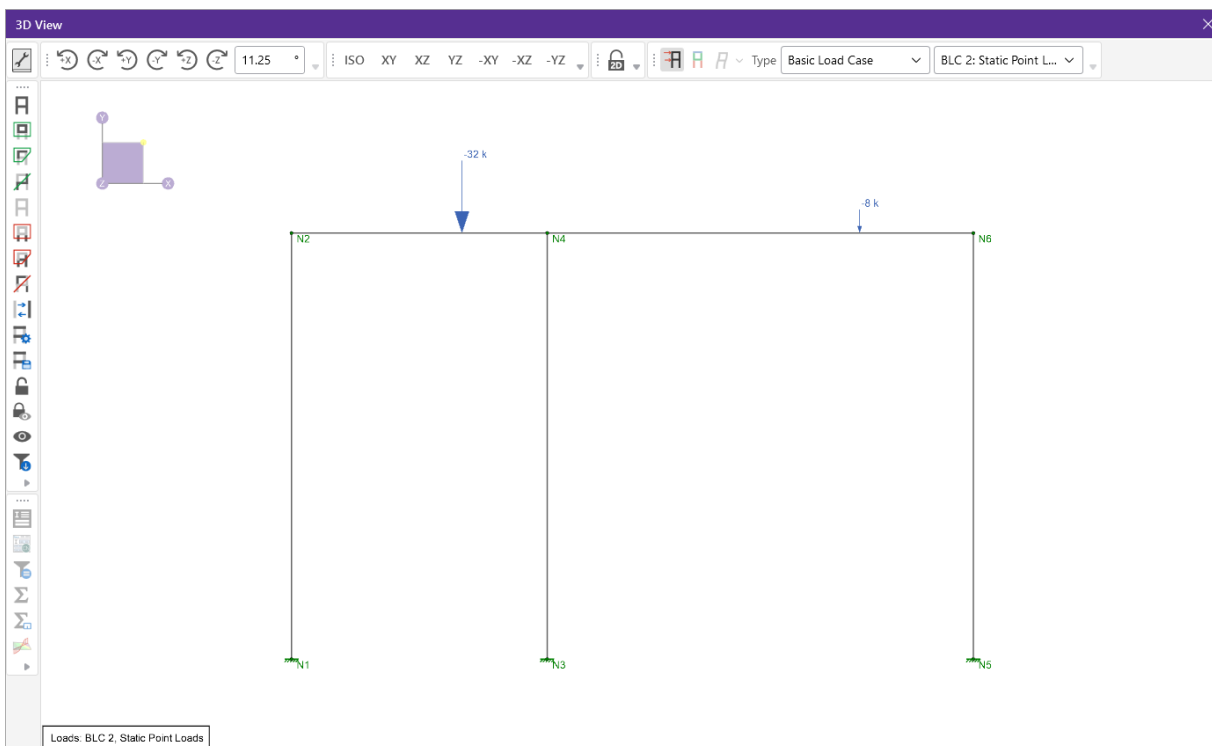 3D View
+X -X +Y -Y +Z -Z 11.25 ° ISO XY XZ YZ -XY -XZ -YZ 2D Type Basic Load Case BLC 2: Static Point L...
Y
Z X
-32 k
-8 k
N2 N4 N6
N1 N3 N5
Loads: BLC 2, Static Point Loads